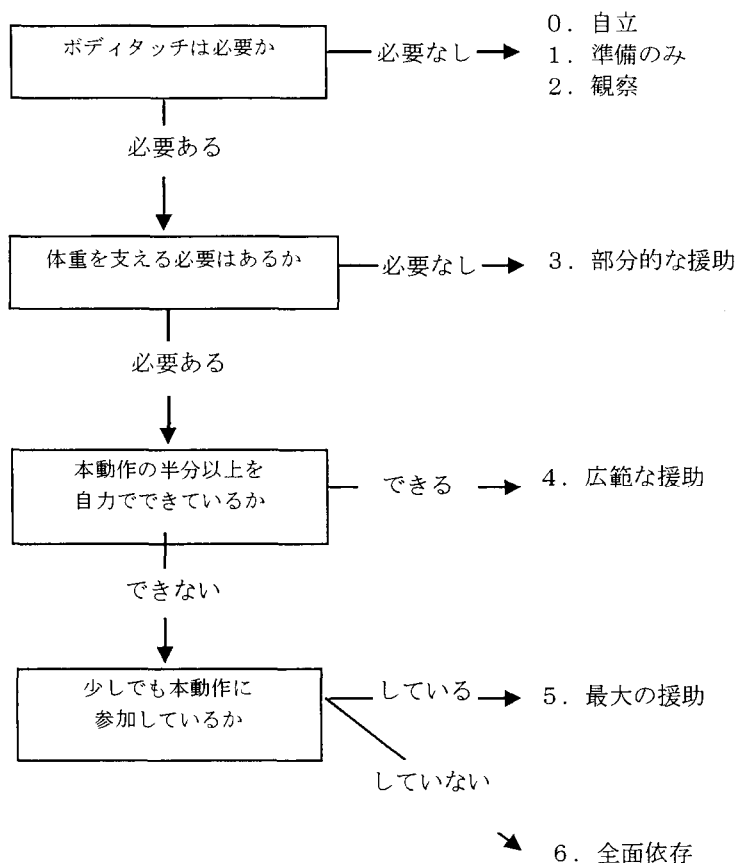 ボディタッチは必要か
必要なし
0．自立
1．準備のみ
2．観察
必要ある
体重を支える必要はあるか
必要なし
3．部分的な援助
必要ある
本動作の半分以上を
自力でできているか
できる
4．広範な援助
できない
少しでも本動作に
参加しているか
している
5．最大の援助
していない
6．全面依存